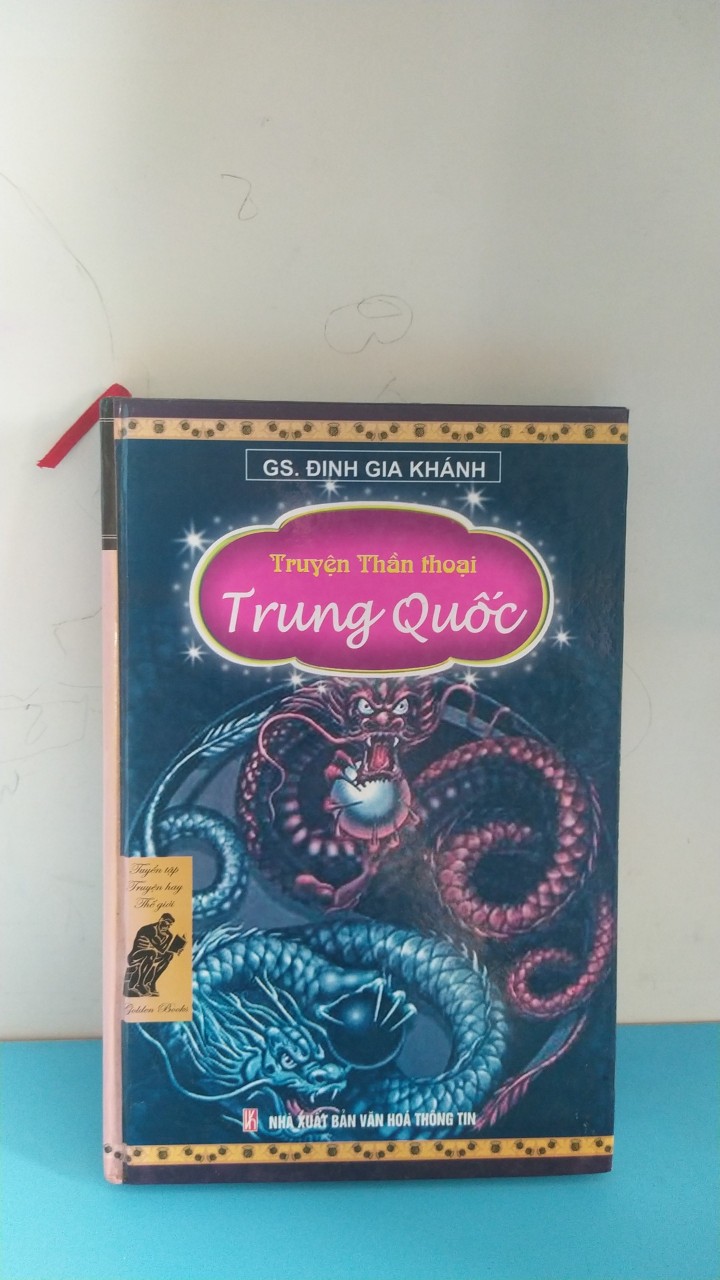 GS. ĐINH GIA KHÁNH
Truyện Thần thoại
Trung Quốc
Tuyển tập
Truyện hay
Thế giới
Golden Books
NHÀ XUẤT BẢN VĂN HOÁ THÔNG TIN